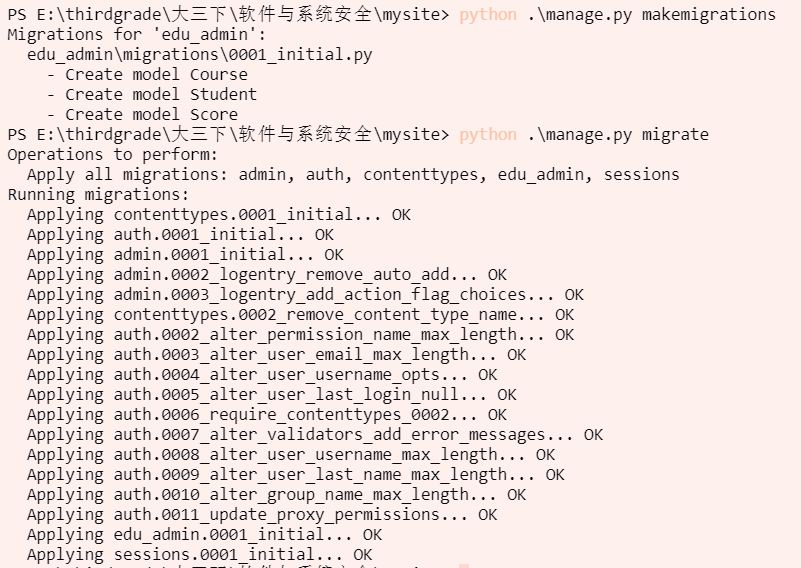 PS E:\thirdgrade\大三下\软件与系统安全\mysite> python .\manage.py makemigrations
Migrations for 'edu_admin':
  edu_admin\migrations\0001_initial.py
    - Create model Course
    - Create model Student
    - Create model Score
PS E:\thirdgrade\大三下\软件与系统安全\mysite> python .\manage.py migrate
Operations to perform:
  Apply all migrations: admin, auth, contenttypes, edu_admin, sessions
Running migrations:
  Applying contenttypes.0001_initial... OK
  Applying auth.0001_initial... OK
  Applying admin.0001_initial... OK
  Applying admin.0002_logentry_remove_auto_add... OK
  Applying admin.0003_logentry_add_action_flag_choices... OK
  Applying contenttypes.0002_remove_content_type_name... OK
  Applying auth.0002_alter_permission_name_max_length... OK
  Applying auth.0003_alter_user_email_max_length... OK
  Applying auth.0004_alter_user_username_opts... OK
  Applying auth.0005_alter_user_last_login_null... OK
  Applying auth.0006_require_contenttypes_0002... OK
  Applying auth.0007_alter_validators_add_error_messages... OK
  Applying auth.0008_alter_user_username_max_length... OK
  Applying auth.0009_alter_user_last_name_max_length... OK
  Applying auth.0010_alter_group_name_max_length... OK
  Applying auth.0011_update_proxy_permissions... OK
  Applying edu_admin.0001_initial... OK
  Applying sessions.0001_initial... OK